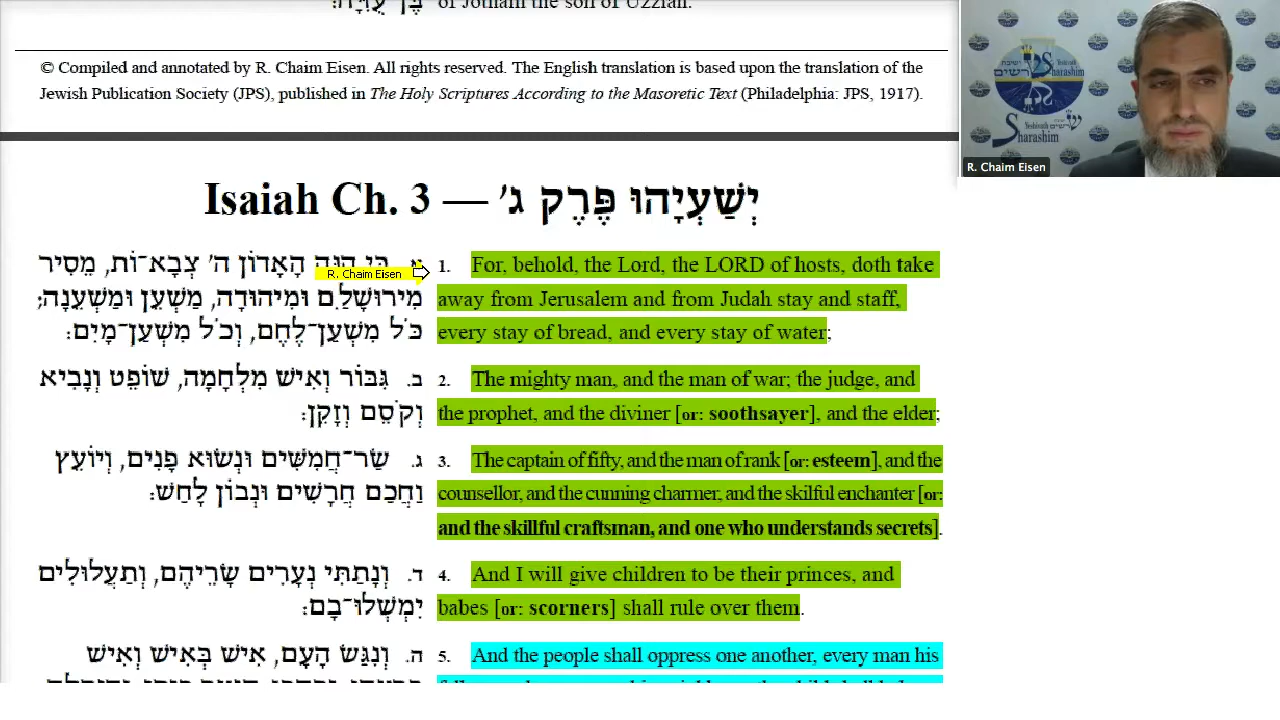 בֶּן־עֻזִּיָּה:
of Jotham the son of Uzziah.
© Compiled and annotated by R. Chaim Eisen. All rights reserved. The English translation is based upon the translation of the
Jewish Publication Society (JPS), published in The Holy Scriptures According to the Masoretic Text (Philadelphia: JPS, 1917).
Isaiah Ch. 3 — יְשַׁעְיָהוּ פֶּרֶק ג׳
א. כִּי הִנֵּה הָאָדוֹן ה׳ צְבָא־וֹת, מֵסִיר
מִירוּשָׁלַ‍ִם וּמִיהוּדָה, מַשְׁעֵן וּמַשְׁעֵנָה;
כֹּל מִשְׁעַן־לֶחֶם, וְכֹל מִשְׁעַן־מָיִם:
1. For, behold, the Lord, the LORD of hosts, doth take
away from Jerusalem and from Judah stay and staff,
every stay of bread, and every stay of water;
ב. גִּבּוֹר וְאִישׁ מִלְחָמָה, שׁוֹפֵט וְנָבִיא
וְקֹסֵם וְזָקֵן:
2. The mighty man, and the man of war; the judge, and
the prophet, and the diviner [or: soothsayer], and the elder;
ג. שַׂר־חֲמִשִּׁים וּנְשׂוּא פָנִים, וְיוֹעֵץ
וַחֲכַם חֲרָשִׁים וּנְבוֹן לָחַשׁ:
3. The captain of fifty, and the man of rank [or: esteem], and the
counsellor, and the cunning charmer, and the skilful enchanter [or:
and the skillful craftsman, and one who understands secrets].
ד. וְנָתַתִּי נְעָרִים שָׂרֵיהֶם, וְתַעֲלוּלִים
יִמְשְׁלוּ־בָם:
4. And I will give children to be their princes, and
babes [or: scorners] shall rule over them.
ה. וְנִגַּשׂ הָעָם, אִישׁ בְּאִישׁ וְאִישׁ
5. And the people shall oppress one another, every man his
R. Chaim Eisen
Yeshivath
Sharashim
ישיבת
שרשים
R. Chaim Eisen